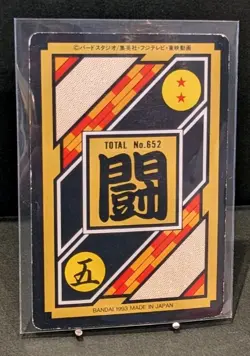 ©バードスタジオ/集英社・フジテレビ・東映動画
TOTAL No.652
闘
五
BANDAI 1993 MADE IN JAPAN